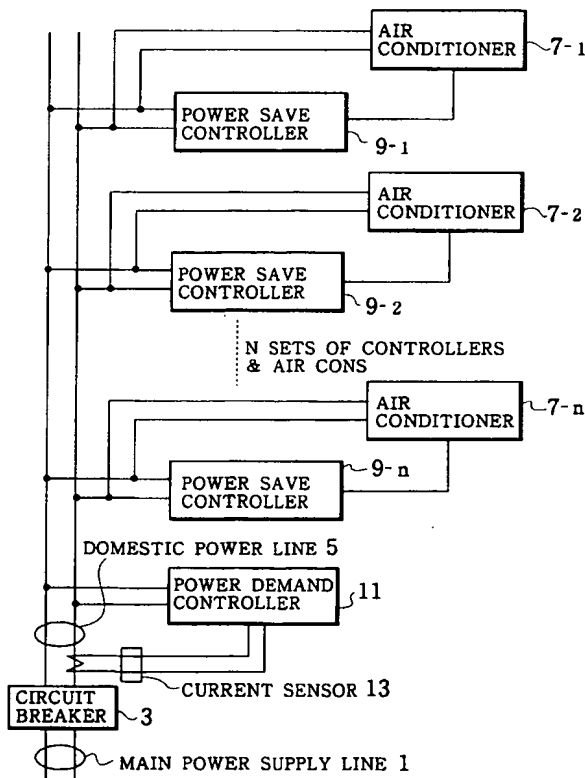 AIR
CONDITIONER
7-1
POWER SAVE
CONTROLLER
9-1
AIR
CONDITIONER
7-2
POWER SAVE
CONTROLLER
9-2
N SETS OF CONTROLLERS
& AIR CONS
AIR
CONDITIONER
7-n
9-n
POWER SAVE
CONTROLLER
DOMESTIC POWER LINE 5
POWER DEMAND
CONTROLLER
11
CURRENT SENSOR 13
CIRCUIT
BREAKER
3
MAIN POWER SUPPLY LINE 1